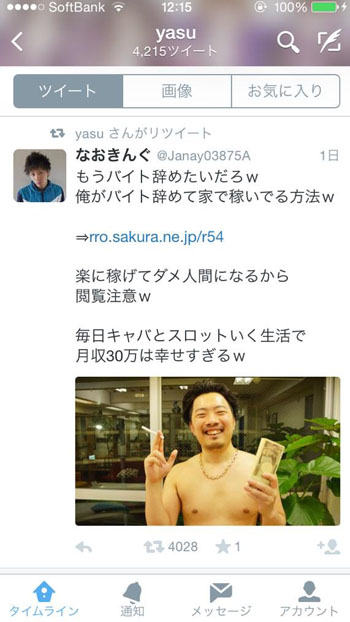 SoftBank 12:15 100%
yasu
4,215ツイート
ツイート 画像 お気に入り
yasu さんがリツイート
なおきんぐ @Janay03875A 1日
もうバイト辞めたいだろw
俺がバイト辞めて家で稼いでる方法w
⇒rro.sakura.ne.jp/r54
楽に稼げてダメ人間になるから
閲覧注意w
毎日キャバとスロットいく生活で
月収30万は幸せすぎるw
4028 1
タイムライン 通知 メッセージ アカウント